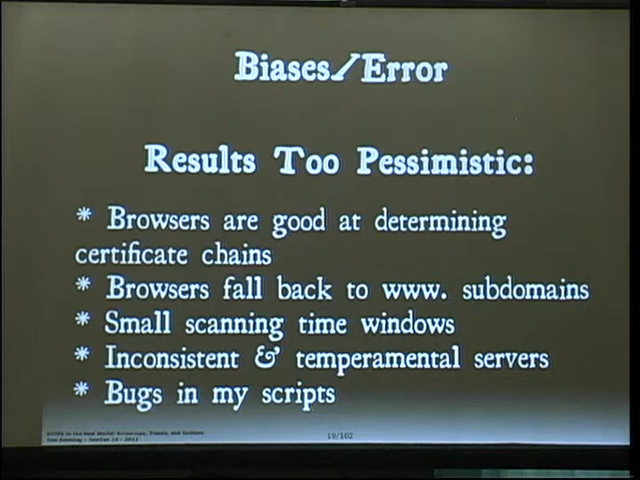 Biases/Error
Results Too Pessimistic:
* Browsers are good at determining
certificate chains
* Browsers fall back to www. subdomains
* Small scanning time windows
* Inconsistent & temperamental servers
* Bugs in my scripts
19/102